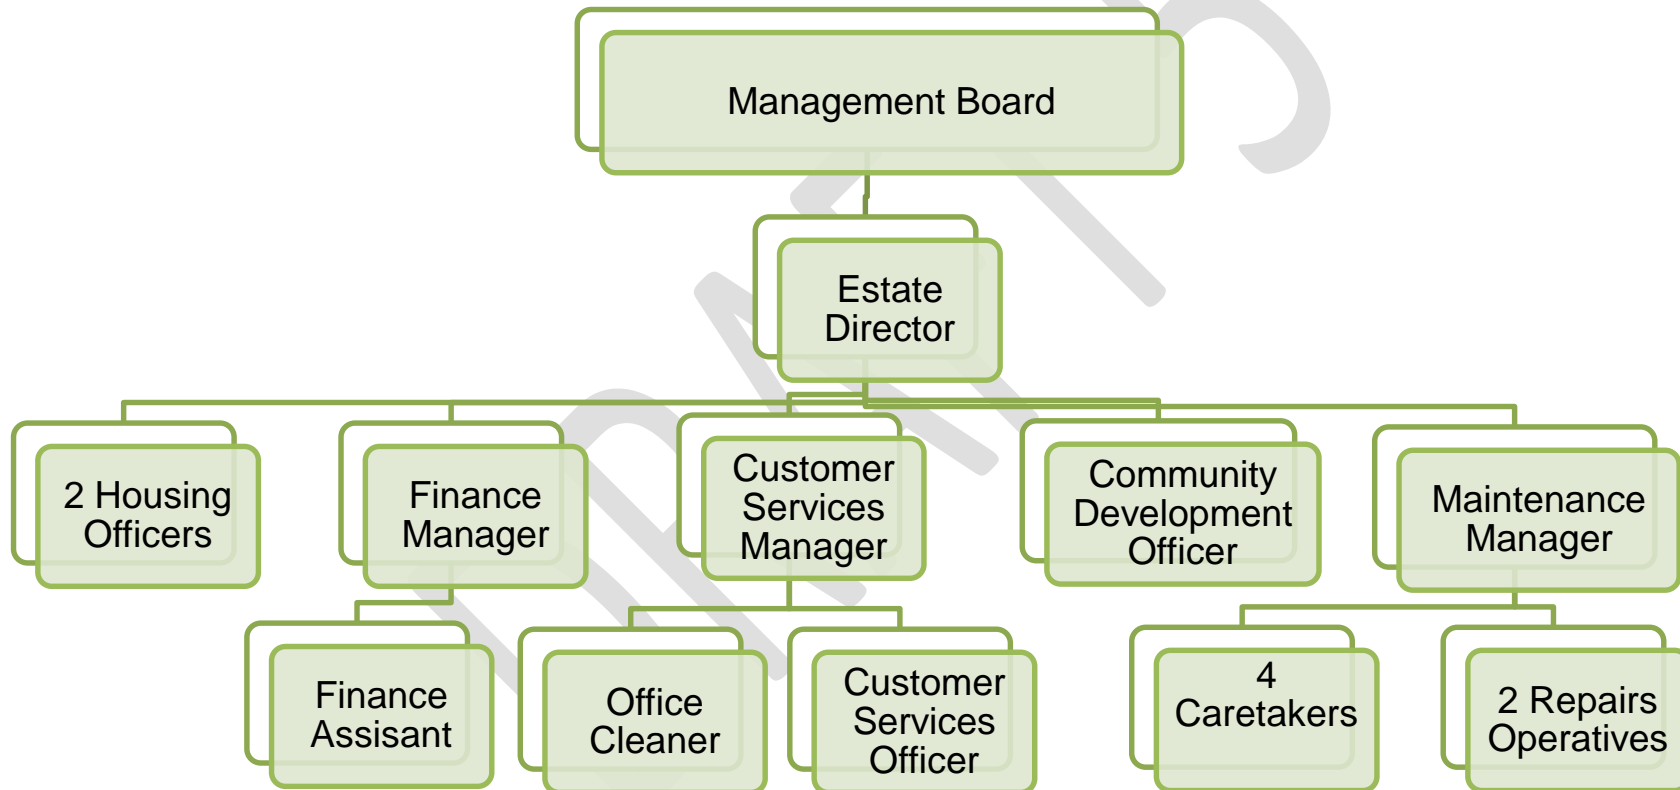 Management Board
Estate
Director
2 Housing
Officers
Finance
Manager
Customer
Services
Manager
Community
Development
Officer
Maintenance
Manager
Finance
Assisant
Office
Cleaner
Customer
Services
Officer
4
Caretakers
2 Repairs
Operatives